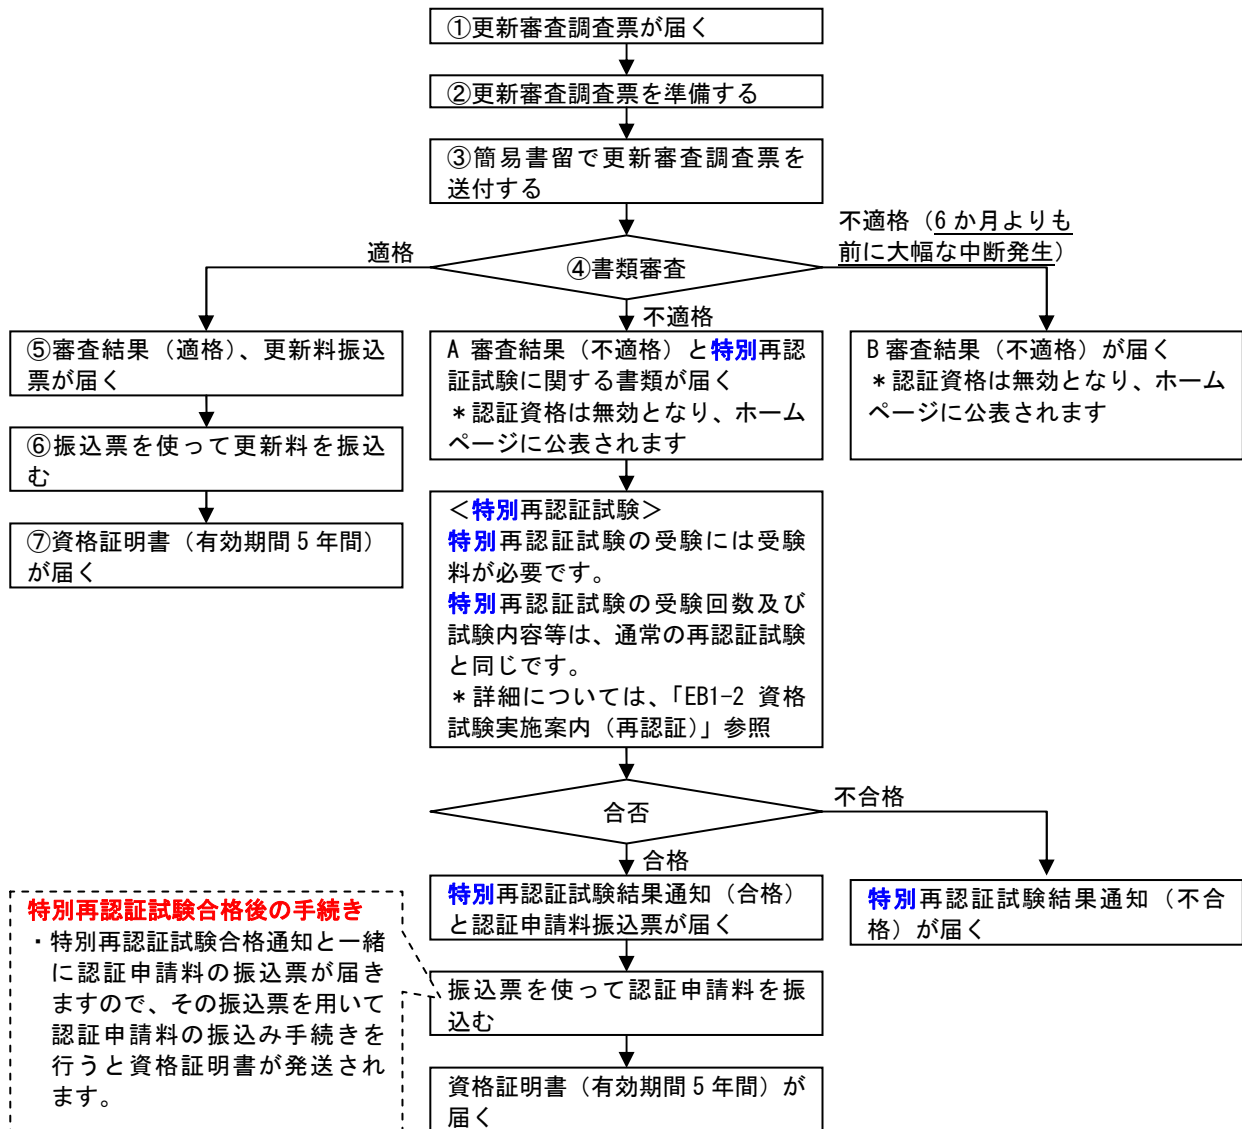 ①更新審査調査票が届く
②更新審査調査票を準備する
③簡易書留で更新審査調査票を
送付する
不適格（6か月よりも
前に大幅な中断発生）
適格
④書類審査
不適格
⑤審査結果（適格）、更新料振込
票が届く
⑥振込票を使って更新料を振込
む
⑦資格証明書（有効期間5年間）
が届く
A 審査結果（不適格）と特別再認
証試験に関する書類が届く
＊認証資格は無効となり、ホーム
ページに公表されます
B 審査結果（不適格）が届く
＊認証資格は無効となり、ホーム
ページに公表されます
＜特別再認証試験＞
特別再認証試験の受験には受験
料が必要です。
特別再認証試験の受験回数及び
試験内容等は、通常の再認証試験
と同じです。
＊詳細については、「EB1-2 資格
試験実施案内（再認証）」参照
合否
不合格
合格
特別再認証試験結果通知（合格）
と認証申請料振込票が届く
特別再認証試験結果通知（不合
格）が届く
特別再認証試験合格後の手続き
・特別再認証試験合格通知と一緒
に認証申請料の振込票が届き
ますので、その振込票を用いて
認証申請料の振込み手続きを
行うと資格証明書が発送され
ます。
振込票を使って認証申請料を振
込む
資格証明書（有効期間5年間）が
届く